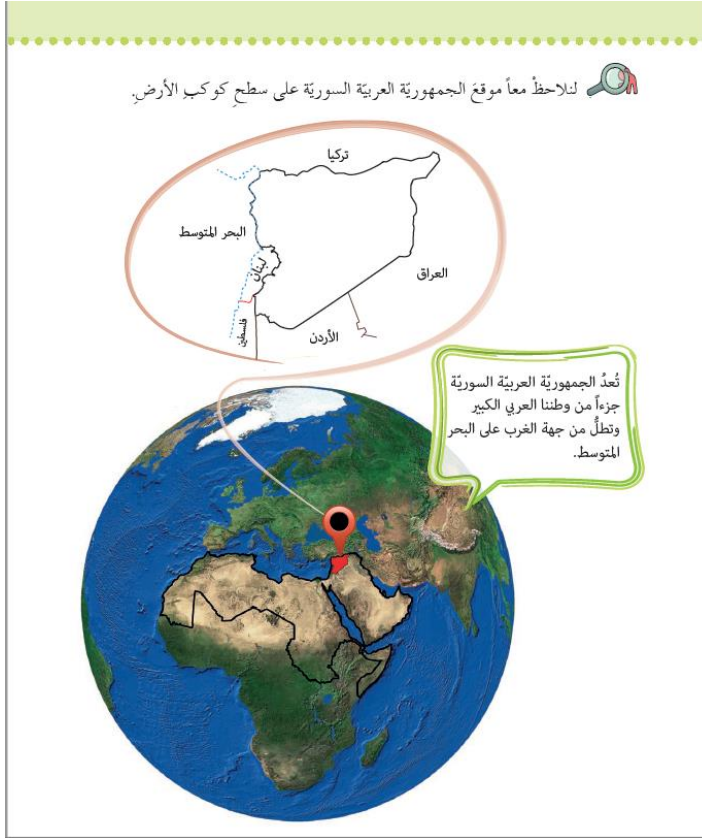 لنلاحظْ معاً موقعَ الجمهوريّة العربيّة السوريّة على سطحِ كوكبِ الأرضِ.
تركيا
البحر المتوسط
لبنان
العراق
فلسطين
الأردن
تُعدُ الجمهوريّة العربيّة السوريّة
جزءاً من وطننا العربي الكبير
وتطلُّ من جهة الغرب على البحر
المتوسط.